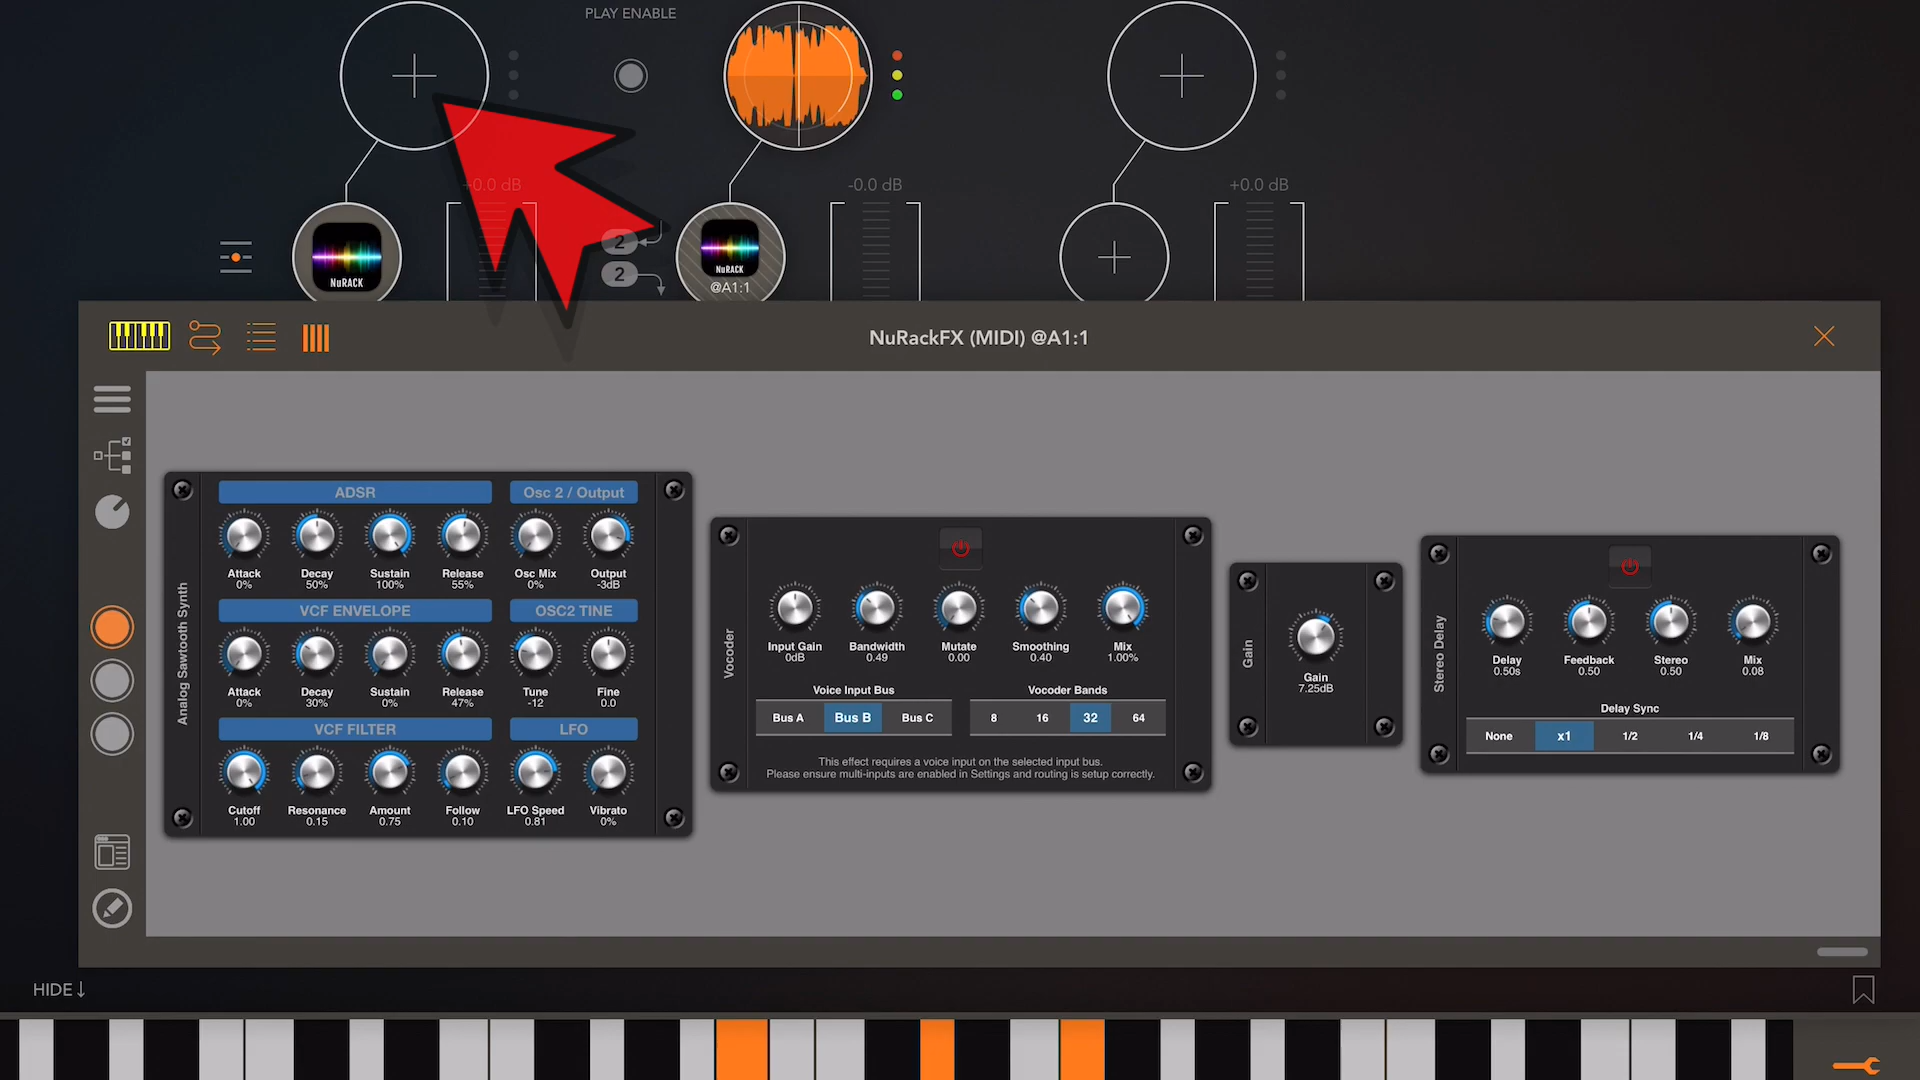 PLAY ENABLE
+0.0 dB
-0.0 dB
+0.0 dB
NuRACK
2
2
NuRACK
@A1:1
NuRackFX (MIDI) @A1:1
Analog Sawtooth Synth
ADSR
Osc 2 / Output
Attack Decay Sustain Release Osc Mix Output
0% 50% 100% 55% 0% -3dB
VCF ENVELOPE
OSC2 TINE
Attack Decay Sustain Release Tune Fine
0% 30% 0% 47% -12 0.0
VCF FILTER
LFO
Cutoff Resonance Amount Follow LFO Speed Vibrato
1.00 0.15 0.75 0.10 0.81 0%
Vocoder
Input Gain Bandwidth Mutate Smoothing Mix
0dB 0.49 0.00 0.40 1.00%
Voice Input Bus
Vocoder Bands
Bus A Bus B Bus C
8 16 32 64
This effect requires a voice input on the selected input bus.
Please ensure multi-inputs are enabled in Settings and routing is setup correctly.
Gain
Gain
7.25dB
Stereo Delay
Delay Feedback Stereo Mix
0.50s 0.50 0.50 0.08
Delay Sync
None x1 1/2 1/4 1/8
HIDE↓